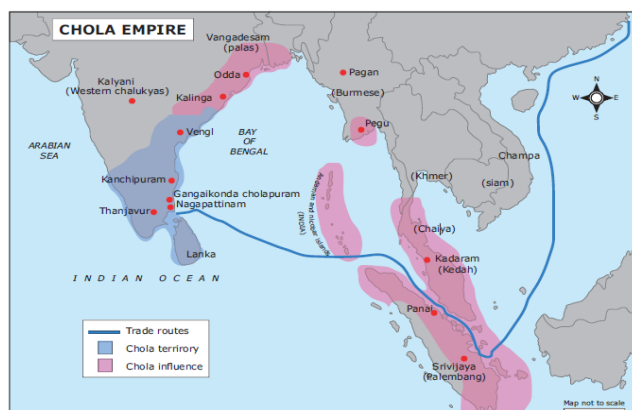 CHOLA EMPIRE
Vangadesam
(palas)
Odda
Kalinga
Kalyani
(Western chalukyas)
Pagan
(Burmese)
Pegu
N
W
E
S
ARABIAN
SEA
Vengl
BAY
OF
BENGAL
Champa
(Khmer)
(siam)
Kanchipuram
Gangaikonda cholapuram
Nagapattinam
Thanjavur
Andaman and nicobar islands
(INDIA)
(Chaiya)
Lanka
Kadaram
(Kedah)
INDIAN OCEAN
Panai
Srivijaya
(Palembang)
Trade routes
Chola terrirory
Chola influence
Map not to scale